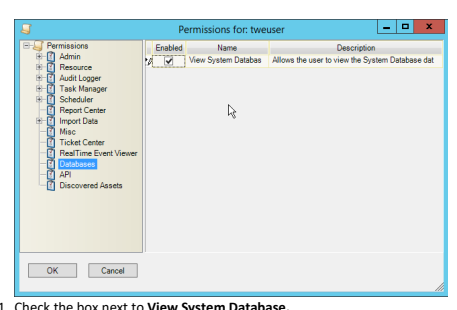 Permissions for: tweuser
Permissions
Admin
Resource
Audit Logger
Task Manager
Scheduler
Report Center
Import Data
Misc
Ticket Center
RealTime Event Viewer
Databases
API
Discovered Assets
Enabled Name Description
View System Databas Allows the user to view the System Database dat
OK Cancel
1. Check the box next to View System Database.